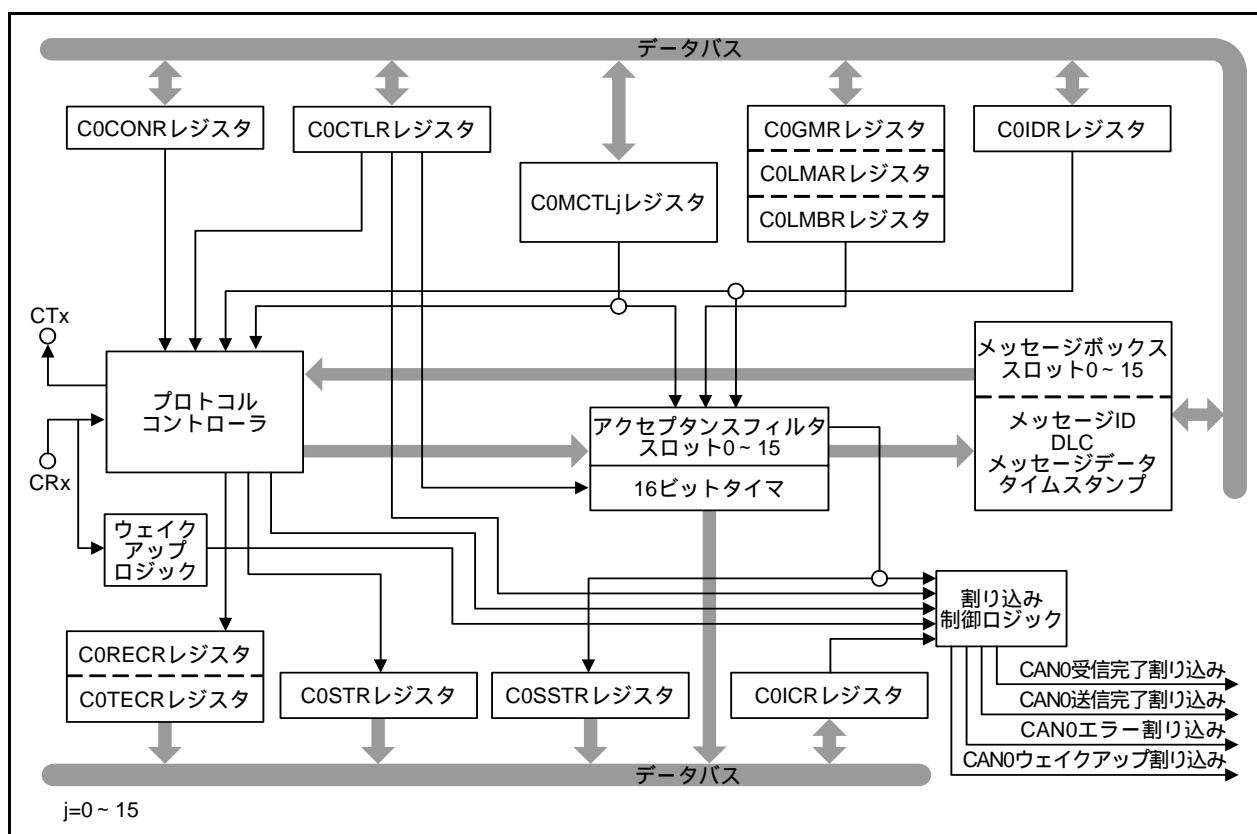 データバス
C0CONRレジスタ
C0CTLRレジスタ
C0MCTLjレジスタ
C0GMRレジスタ
C0LMARレジスタ
C0LMBRレジスタ
C0IDRレジスタ
CTx
CRx
プロトコル
コントローラ
アクセプタンスフィルタ
スロット0~15
16ビットタイマ
メッセージボックス
スロット0~15
メッセージID
DLC
メッセージデータ
タイムスタンプ
ウェイク
アップ
ロジック
割り込み
制御ロジック
C0RECRレジスタ
C0TECRレジスタ
C0STRレジスタ
C0SSTRレジスタ
C0ICRレジスタ
CAN0受信完了割り込み
CAN0送信完了割り込み
CAN0エラー割り込み
CAN0ウェイクアップ割り込み
データバス
j=0~15